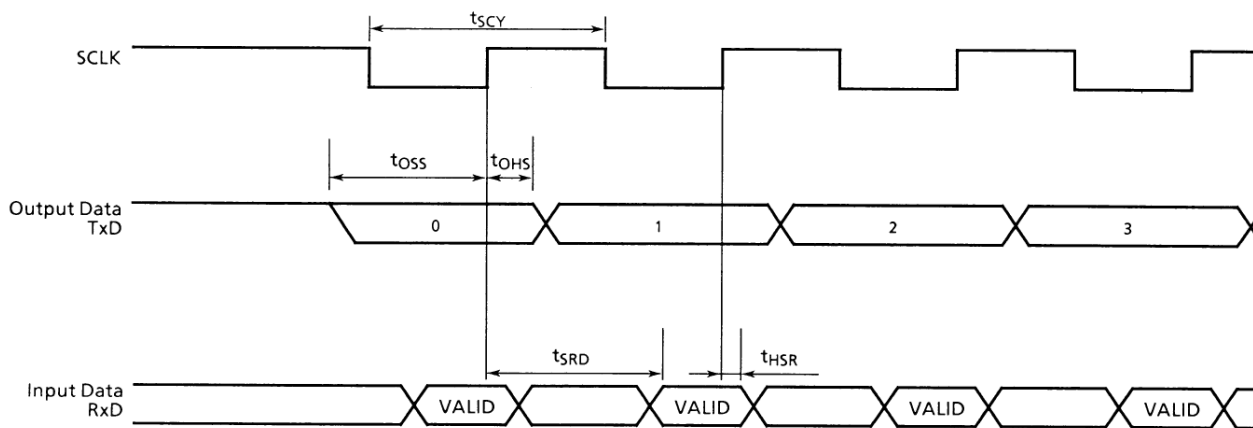 tSCY
SCLK
tOSS
tOHS
Output Data
TxD
0
1
2
3
tSRD
tHSR
Input Data
RxD
VALID
VALID
VALID
VALID